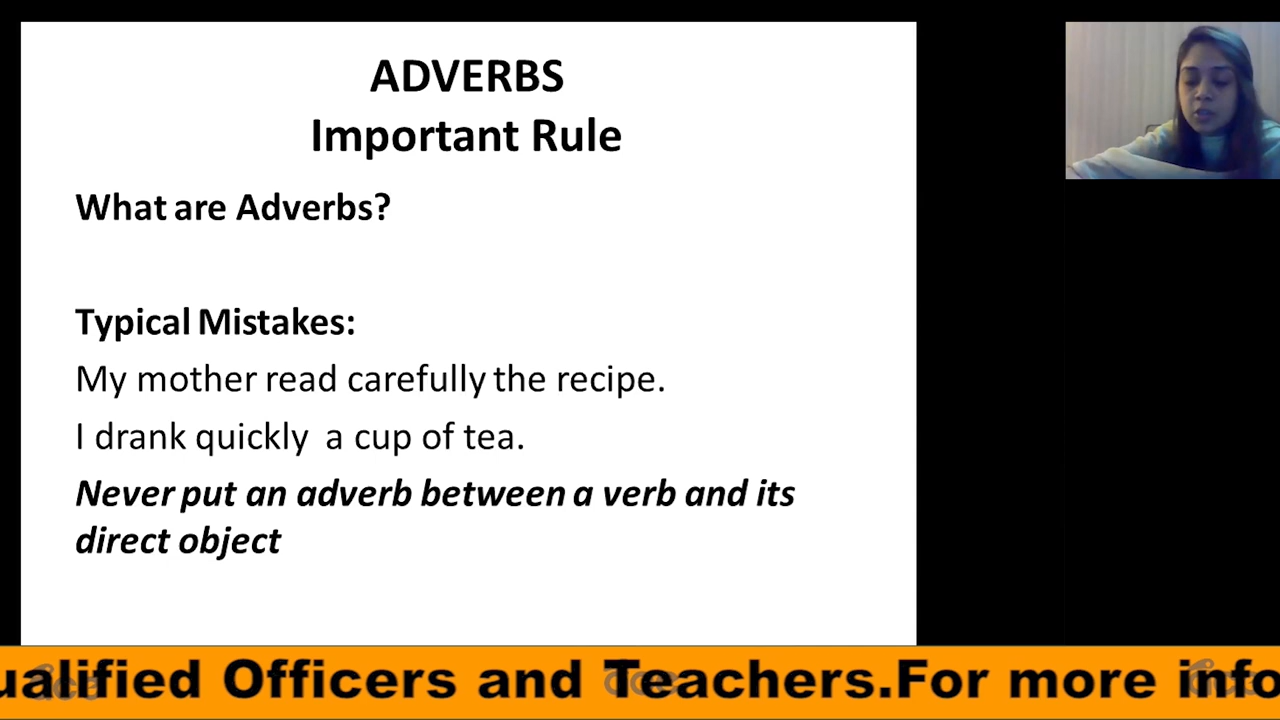 ADVERBS
Important Rule
What are Adverbs?
Typical Mistakes:
My mother read carefully the recipe.
I drank quickly a cup of tea.
Never put an adverb between a verb and its
direct object
ualified Officers and Teachers.For more info